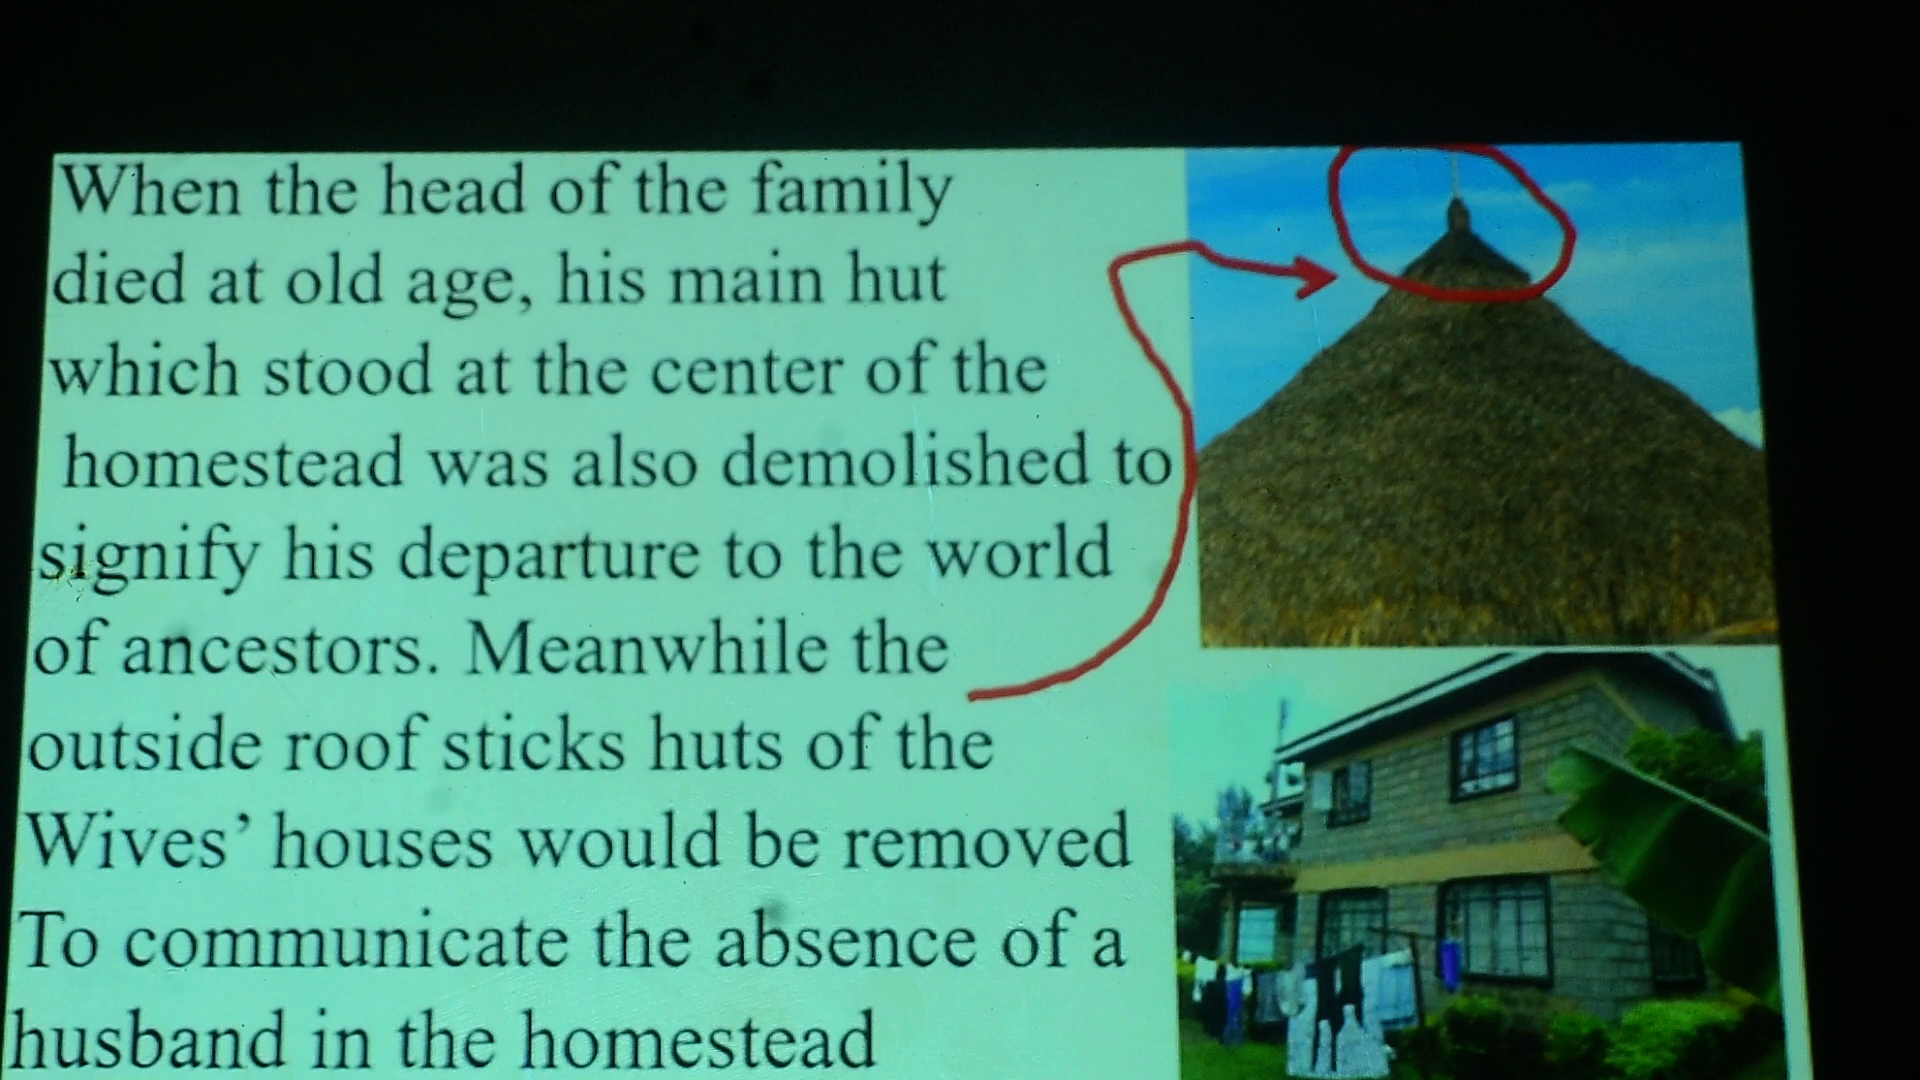 When the head of the family
died at old age, his main hut
which stood at the center of the
homestead was also demolished to
signify his departure to the world
of ancestors. Meanwhile the
outside roof sticks huts of the
Wives’ houses would be removed
To communicate the absence of a
husband in the homestead